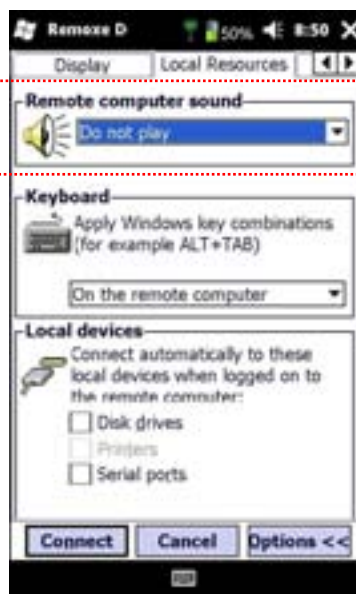 Remoxe D 50% 8:50
Display Local Resources
Remote computer sound
Do not play
Keyboard
Apply Windows key combinations
(for example ALT+TAB)
On the remote computer
Local devices
Connect automatically to these
local devices when logged on to
the remote computer:
Disk drives
Printers
Serial ports
Connect Cancel Options <<